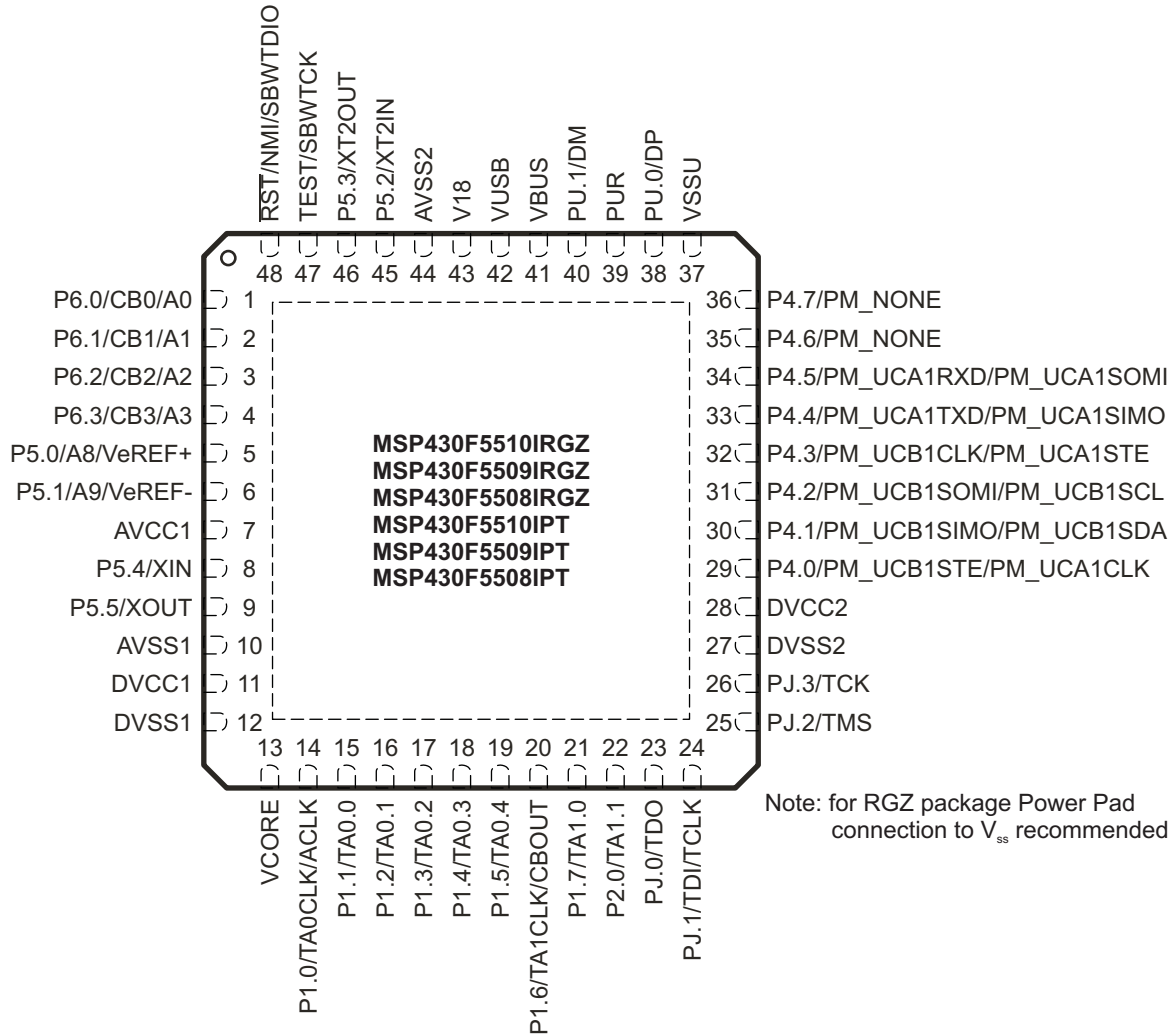 RST/NMI/SBWTDIO
TEST/SBWTCK
P5.3/XT2OUT
P5.2/XT2IN
AVSS2
V18
VUSB
VBUS
PU.1/DM
PUR
PU.0/DP
VSSU
48 47 46 45 44 43 42 41 40 39 38 37
P6.0/CB0/A0 1
P6.1/CB1/A1 2
P6.2/CB2/A2 3
P6.3/CB3/A3 4
P5.0/A8/VeREF+ 5
P5.1/A9/VeREF- 6
AVCC1 7
P5.4/XIN 8
P5.5/XOUT 9
AVSS1 10
DVCC1 11
DVSS1 12
MSP430F5510IRGZ
MSP430F5509IRGZ
MSP430F5508IRGZ
MSP430F5510IPT
MSP430F5509IPT
MSP430F5508IPT
36 P4.7/PM_NONE
35 P4.6/PM_NONE
34 P4.5/PM_UCA1RXD/PM_UCA1SOMI
33 P4.4/PM_UCA1TXD/PM_UCA1SIMO
32 P4.3/PM_UCB1CLK/PM_UCA1STE
31 P4.2/PM_UCB1SOMI/PM_UCB1SCL
30 P4.1/PM_UCB1SIMO/PM_UCB1SDA
29 P4.0/PM_UCB1STE/PM_UCA1CLK
28 DVCC2
27 DVSS2
26 PJ.3/TCK
25 PJ.2/TMS
13 14 15 16 17 18 19 20 21 22 23 24
VCORE
P1.0/TA0CLK/ACLK
P1.1/TA0.0
P1.2/TA0.1
P1.3/TA0.2
P1.4/TA0.3
P1.5/TA0.4
P1.6/TA1CLK/CBOUT
P1.7/TA1.0
P2.0/TA1.1
PJ.0/TDO
PJ.1/TDI/TCLK
Note: for RGZ package Power Pad
connection to Vss recommended